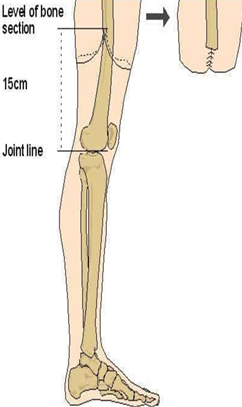 Level of bone
section
15cm
Joint line